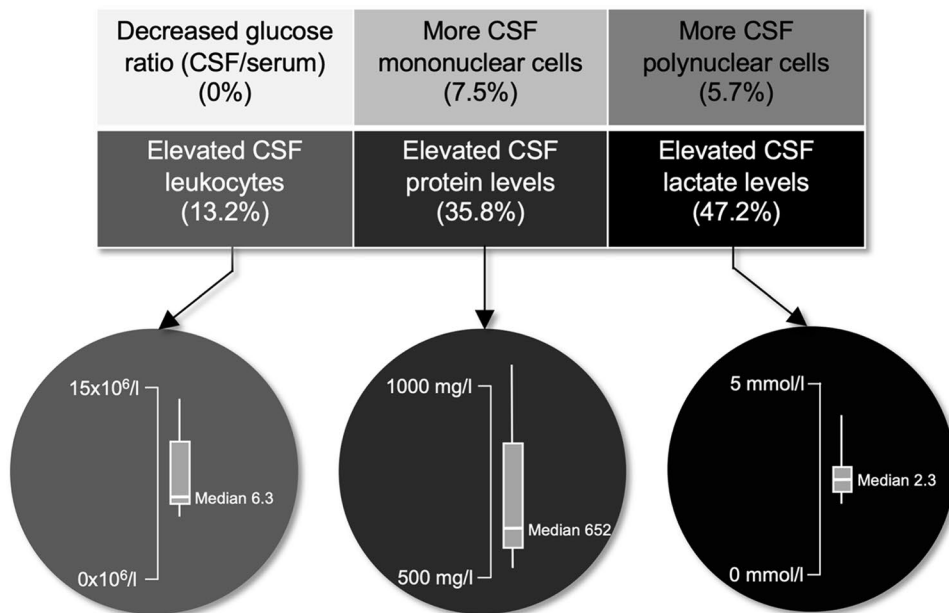 Decreased glucose
ratio (CSF/serum)
(0%)
More CSF
mononuclear cells
(7.5%)
More CSF
polynuclear cells
(5.7%)
Elevated CSF
leukocytes
(13.2%)
Elevated CSF
protein levels
(35.8%)
Elevated CSF
lactate levels
(47.2%)
15x10⁶/l
Median 6.3
0x10⁶/l
1000 mg/l
Median 652
500 mg/l
5 mmol/l
Median 2.3
0 mmol/l